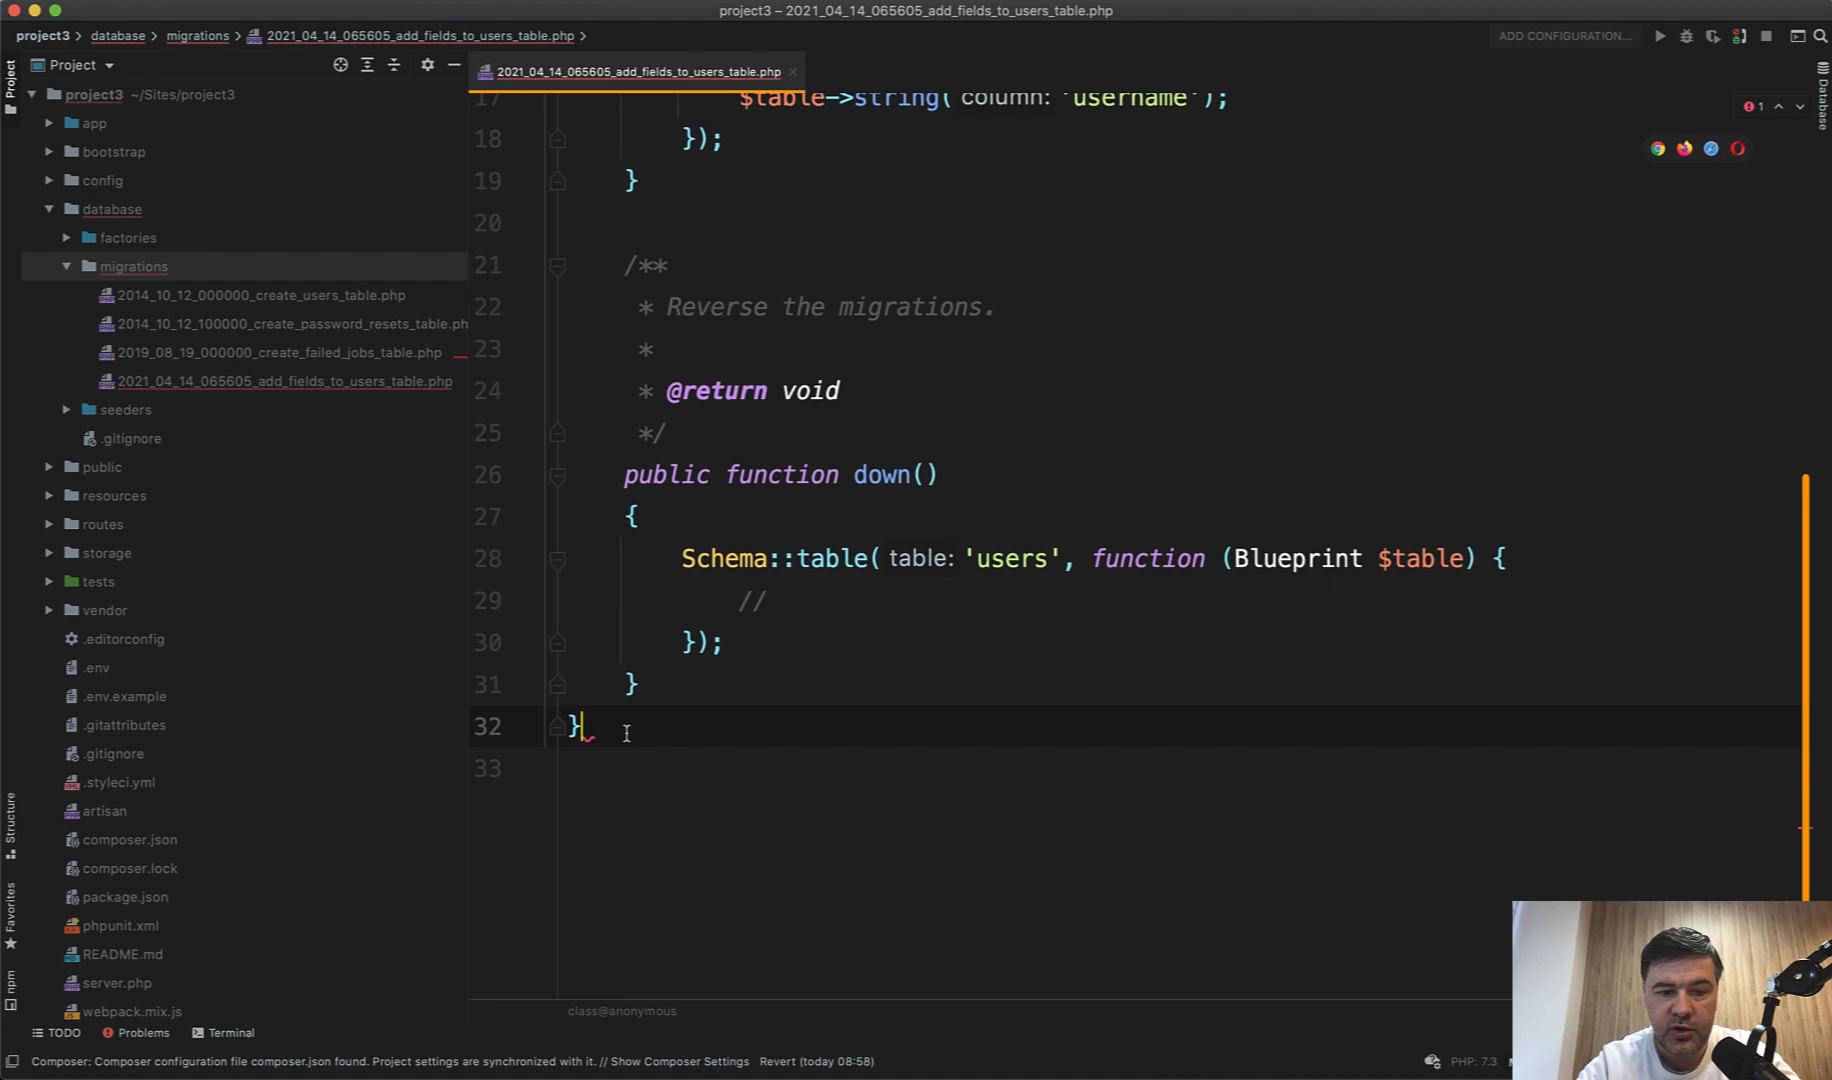 project3 – 2021_04_14_065605_add_fields_to_users_table.php
project3 database migrations 2021_04_14_065605_add_fields_to_users_table.php
ADD CONFIGURATION...
Project
Project
2021_04_14_065605_add_fields_to_users_table.php
Database
1
project3 ~/Sites/project3
app
bootstrap
config
database
factories
migrations
2014_10_12_000000_create_users_table.php
2014_10_12_100000_create_password_resets_table.ph
2019_08_19_000000_create_failed_jobs_table.php
2021_04_14_065605_add_fields_to_users_table.php
seeders
.gitignore
public
resources
routes
storage
tests
vendor
.editorconfig
.env
.env.example
.gitattributes
.gitignore
.styleci.yml
artisan
composer.json
composer.lock
package.json
phpunit.xml
README.md
server.php
webpack.mix.js
Structure
Favorites
npm
17 $table->string( column: 'username');
18 });
19 }
20
21 /**
22 * Reverse the migrations.
23 *
24 * @return void
25 */
26 public function down()
27 {
28 Schema::table( table: 'users', function (Blueprint $table) {
29 //
30 });
31 }
32 }
33
class@anonymous
TODO Problems Terminal
Composer: Composer configuration file composer.json found. Project settings are synchronized with it. // Show Composer Settings Revert (today 08:58)
PHP: 7.3